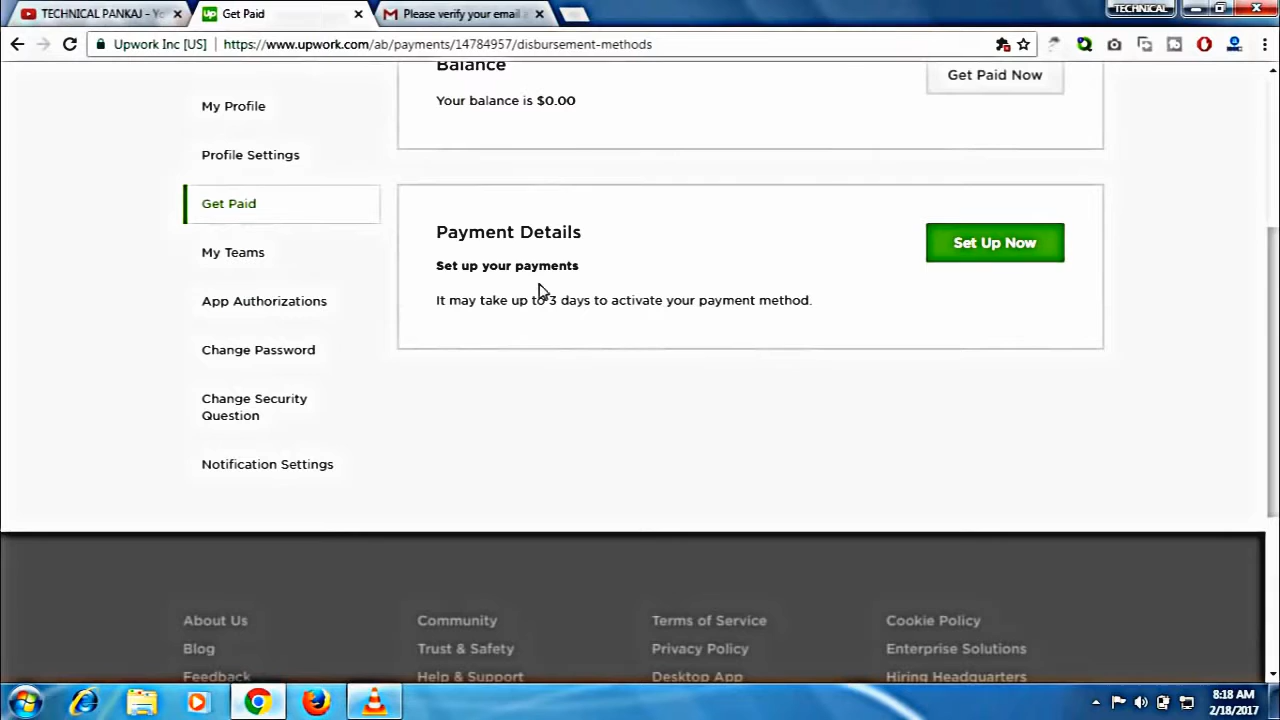 TECHNICAL PANKAJ - Yo
Get Paid
Please verify your email
TECHNICAL
Upwork Inc [US]
https://www.upwork.com/ab/payments/14784957/disbursement-methods
Balance
Get Paid Now
Your balance is $0.00
My Profile
Profile Settings
Get Paid
My Teams
App Authorizations
Change Password
Change Security
Question
Notification Settings
Payment Details
Set Up Now
Set up your payments
It may take up to 3 days to activate your payment method.
About Us
Community
Terms of Service
Cookie Policy
Blog
Trust & Safety
Privacy Policy
Enterprise Solutions
Feedback
Help & Support
Desktop App
Hiring Headquarters
8:18 AM
2/18/2017